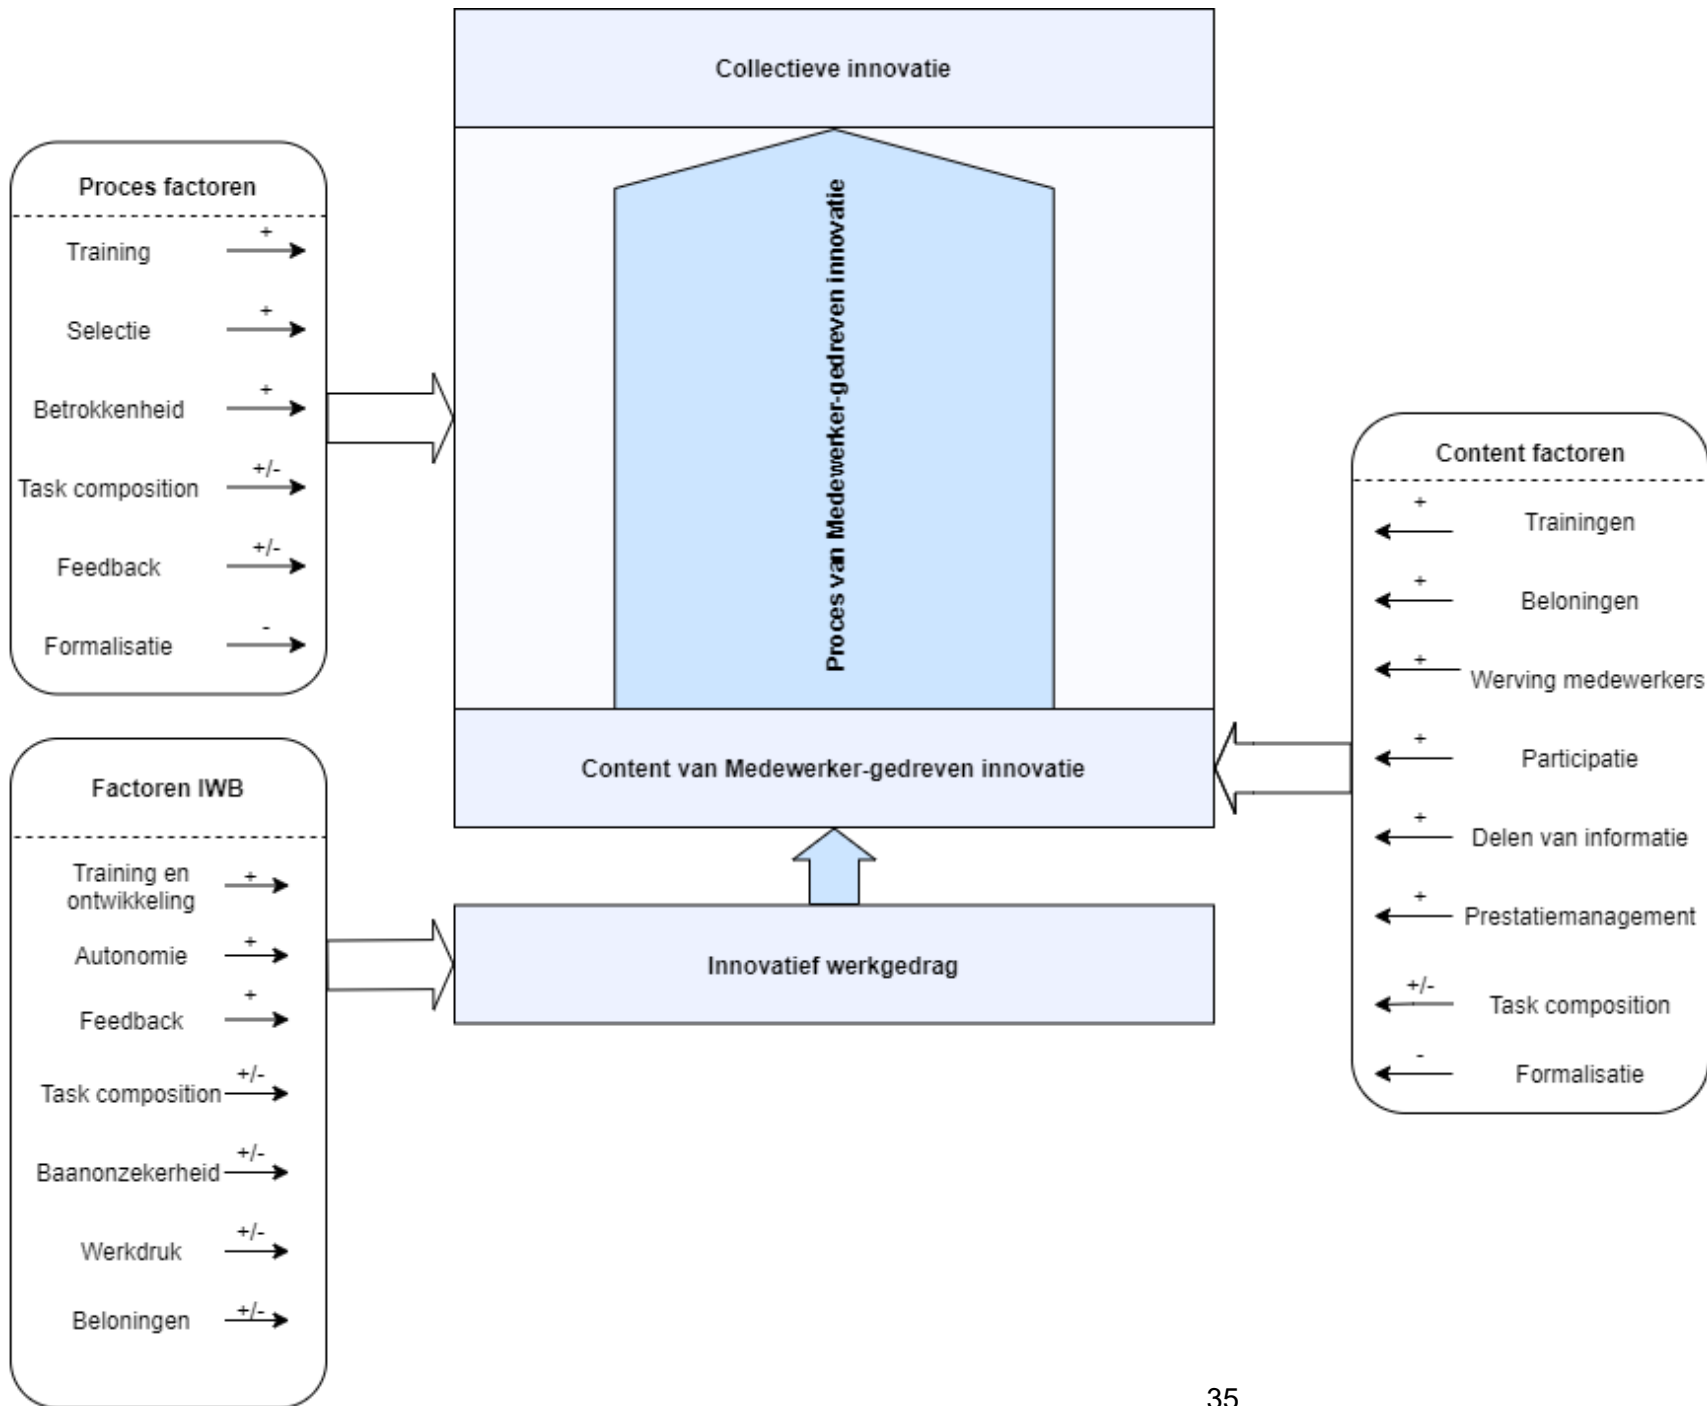 Collectieve innovatie
Proces van Medewerker-gedreven innovatie
Content van Medewerker-gedreven innovatie
Innovatief werkgedrag
Proces factoren
Training +
Selectie +
Betrokkenheid +
Task composition +/-
Feedback +/-
Formalisatie -
Factoren IWB
Training en
ontwikkeling +
Autonomie +
Feedback +
Task composition +/-
Baanonzekerheid +/-
Werkdruk +/-
Beloningen +/-
Content factoren
+ Trainingen
+ Beloningen
+ Werving medewerkers
+ Participatie
+ Delen van informatie
+ Prestatiemanagement
+/- Task composition
- Formalisatie
35